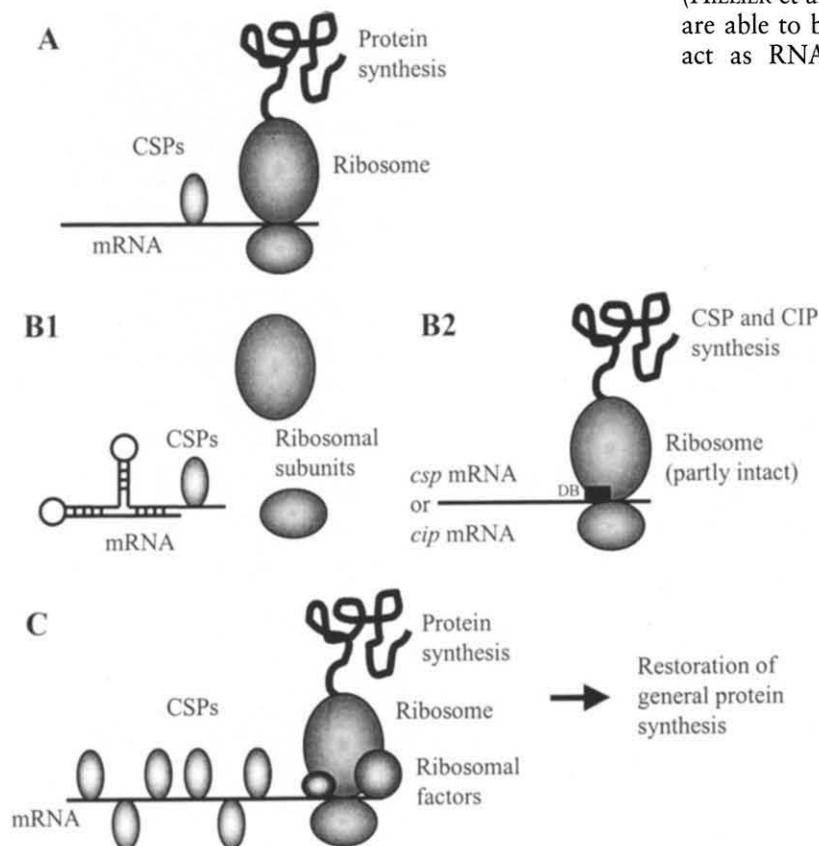 (HILLIER et a
are able to b
act as RNA
A
Protein
synthesis
CSPs
Ribosome
mRNA
B1
CSPs
Ribosomal
subunits
mRNA
B2
CSP and CIP
synthesis
Ribosome
(partly intact)
DB
csp mRNA
or
cip mRNA
C
Protein
synthesis
CSPs
Ribosome
Ribosomal
factors
mRNA
Restoration of
general protein
synthesis